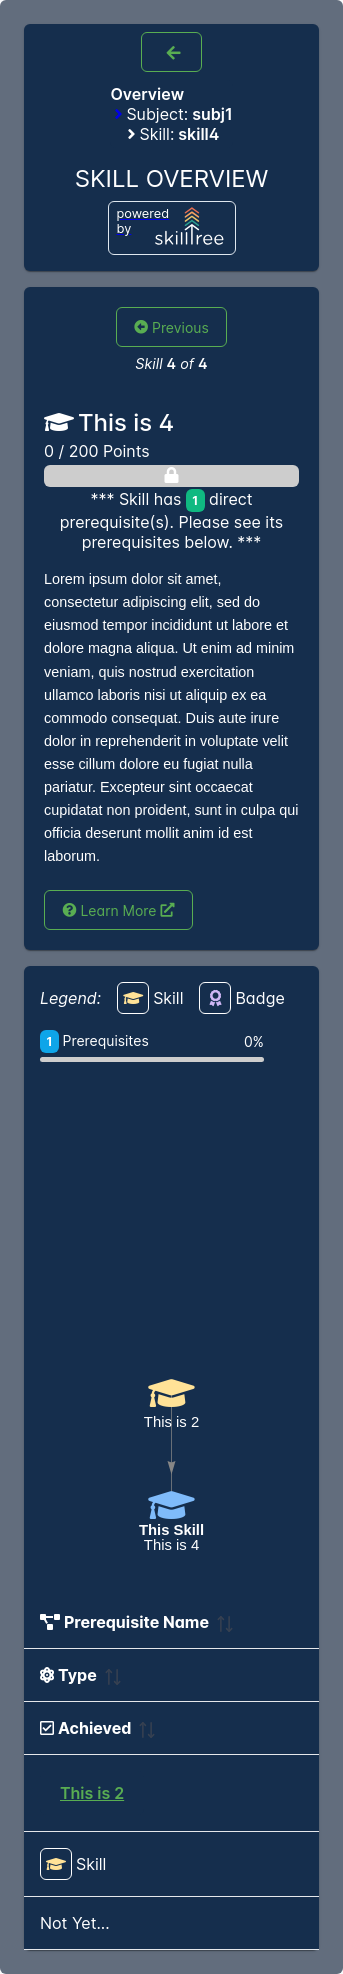 Overview
Subject: subj1
Skill: skill4
SKILL OVERVIEW
powered
by
skilltree
Previous
Skill 4 of 4
This is 4
0 / 200 Points
*** Skill has 1 direct
prerequisite(s). Please see its
prerequisites below. ***
Lorem ipsum dolor sit amet,
consectetur adipiscing elit, sed do
eiusmod tempor incididunt ut labore et
dolore magna aliqua. Ut enim ad minim
veniam, quis nostrud exercitation
ullamco laboris nisi ut aliquip ex ea
commodo consequat. Duis aute irure
dolor in reprehenderit in voluptate velit
esse cillum dolore eu fugiat nulla
pariatur. Excepteur sint occaecat
cupidatat non proident, sunt in culpa qui
officia deserunt mollit anim id est
laborum.
Learn More
Legend: Skill Badge
1 Prerequisites 0%
This is 2
This Skill
This is 4
Prerequisite Name
Type
Achieved
This is 2
Skill
Not Yet...